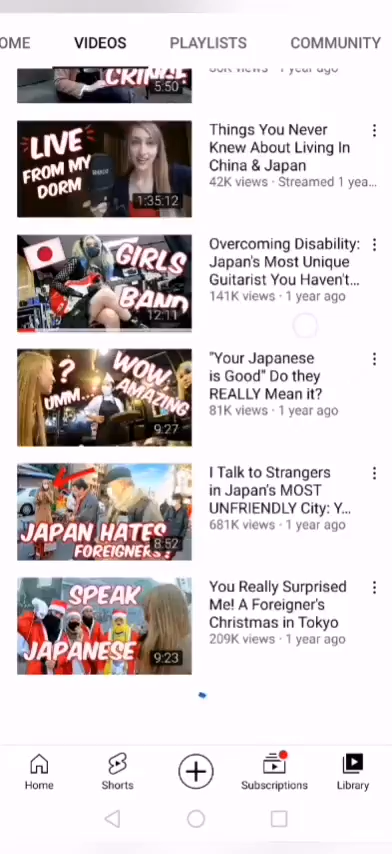 OME VIDEOS PLAYLISTS COMMUNITY
CRINGE
5:50
1 year ago
LIVE
FROM MY
DORM
1:35:12
Things You Never
Knew About Living In
China & Japan
42K views · Streamed 1 yea...
GIRLS
BAND
12:11
Overcoming Disability:
Japan's Most Unique
Guitarist You Haven't...
141K views · 1 year ago
?
UMM...
WOW
AMAZING
9:27
"Your Japanese
is Good" Do they
REALLY Mean it?
81K views · 1 year ago
JAPAN HATES
FOREIGNERS?
8:52
I Talk to Strangers
in Japan's MOST
UNFRIENDLY City: Y...
681K views · 1 year ago
SPEAK
JAPANESE
9:23
You Really Surprised
Me! A Foreigner's
Christmas in Tokyo
209K views · 1 year ago
Home Shorts Subscriptions Library